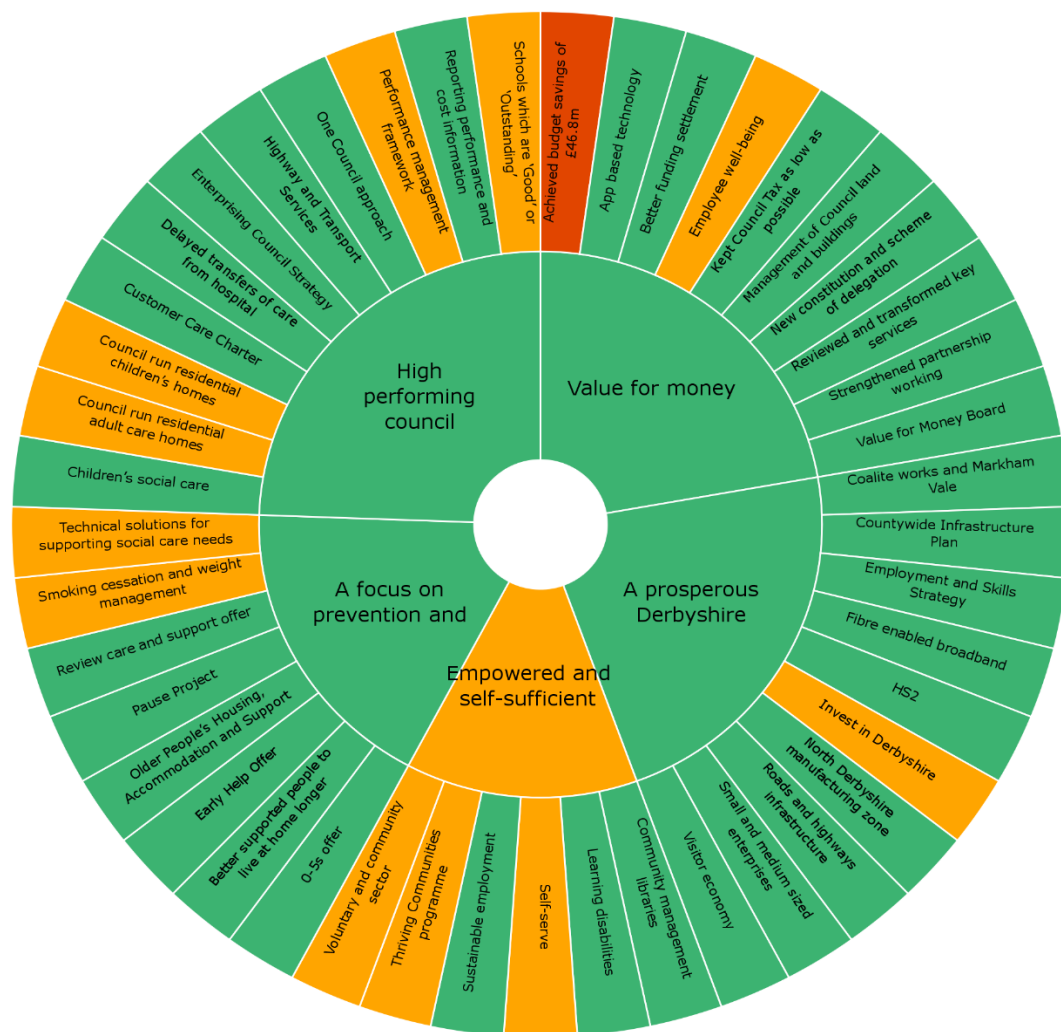 High
performing
council
Value for money
A prosperous
Derbyshire
Empowered and
self-sufficient
A focus on
prevention and
Achieved budget savings of
£46.8m
App based technology
Better funding settlement
Employee well-being
Kept Council Tax as low as
possible
Management of Council land
and buildings
New constitution and scheme
of delegation
Reviewed and transformed key
services
Strengthened partnership
working
Value for Money Board
Coalite works and Markham
Vale
Countywide Infrastructure
Plan
Employment and Skills
Strategy
Fibre enabled broadband
HS2
Invest in Derbyshire
North Derbyshire
manufacturing zone
Roads and highways
infrastructure
Small and medium sized
enterprises
Visitor economy
Community management
libraries
Learning disabilities
Self-serve
Sustainable employment
Thriving Communities
programme
Voluntary and community
sector
0-5s offer
Better supported people to
live at home longer
Early Help Offer
Older People's Housing,
Accommodation and Support
Pause Project
Review care and support offer
Smoking cessation and weight
management
Technical solutions for
supporting social care needs
Children's social care
Council run residential
adult care homes
Council run residential
children's homes
Customer Care Charter
Delayed transfers of care
from hospital
Enterprising Council Strategy
Highway and Transport
Services
One Council approach
Performance management
framework
Reporting performance and
cost information
Schools which are 'Good' or
'Outstanding'